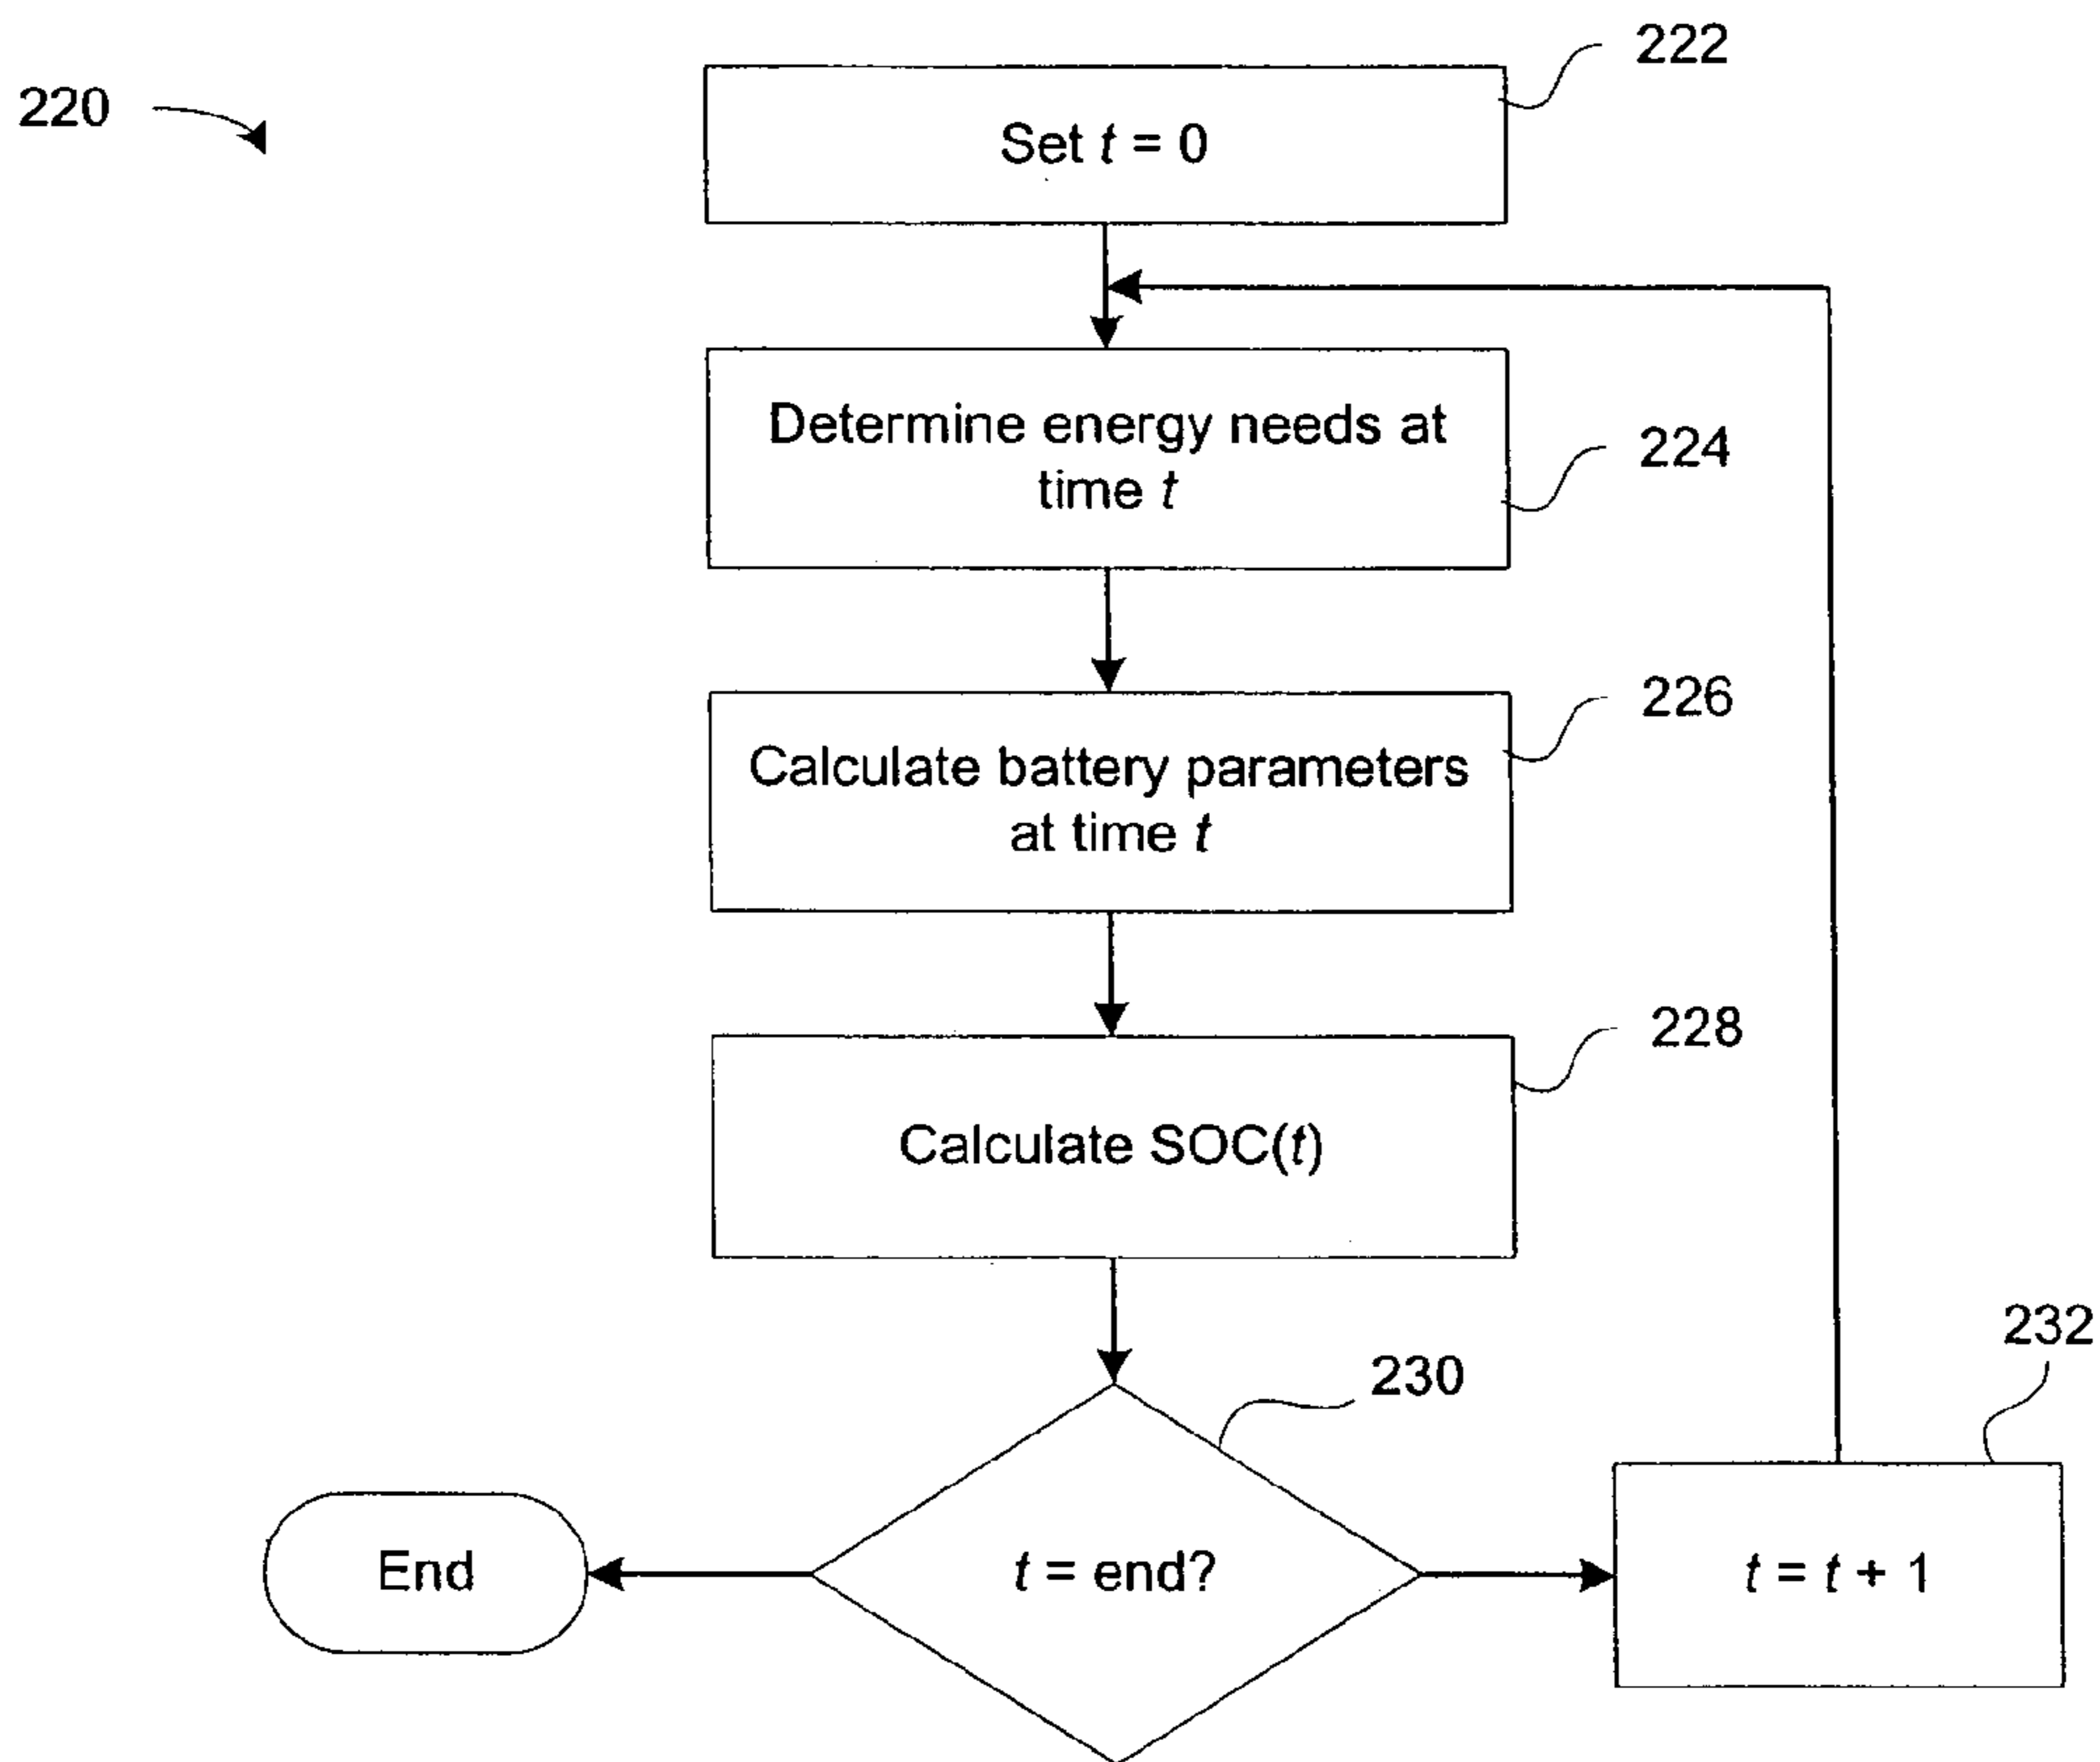 222
220
Set t = 0
Determine energy needs at
time t
224
226
Calculate battery parameters
at time t
228
Calculate SOC(t)
232
230
End
t = end?
t = t + 1